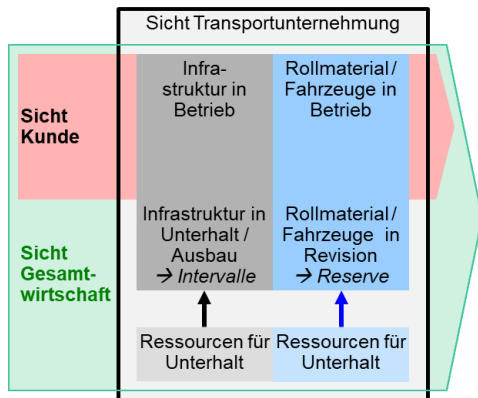 Sicht Transportunternehmung
Infra-
struktur in
Betrieb
Rollmaterial/
Fahrzeuge in
Betrieb
Sicht
Kunde
Infrastruktur in
Unterhalt /
Ausbau
→ Intervalle
Rollmaterial/
Fahrzeuge in
Revision
→ Reserve
Sicht
Gesamt-
wirtschaft
Ressourcen für
Unterhalt
Ressourcen für
Unterhalt